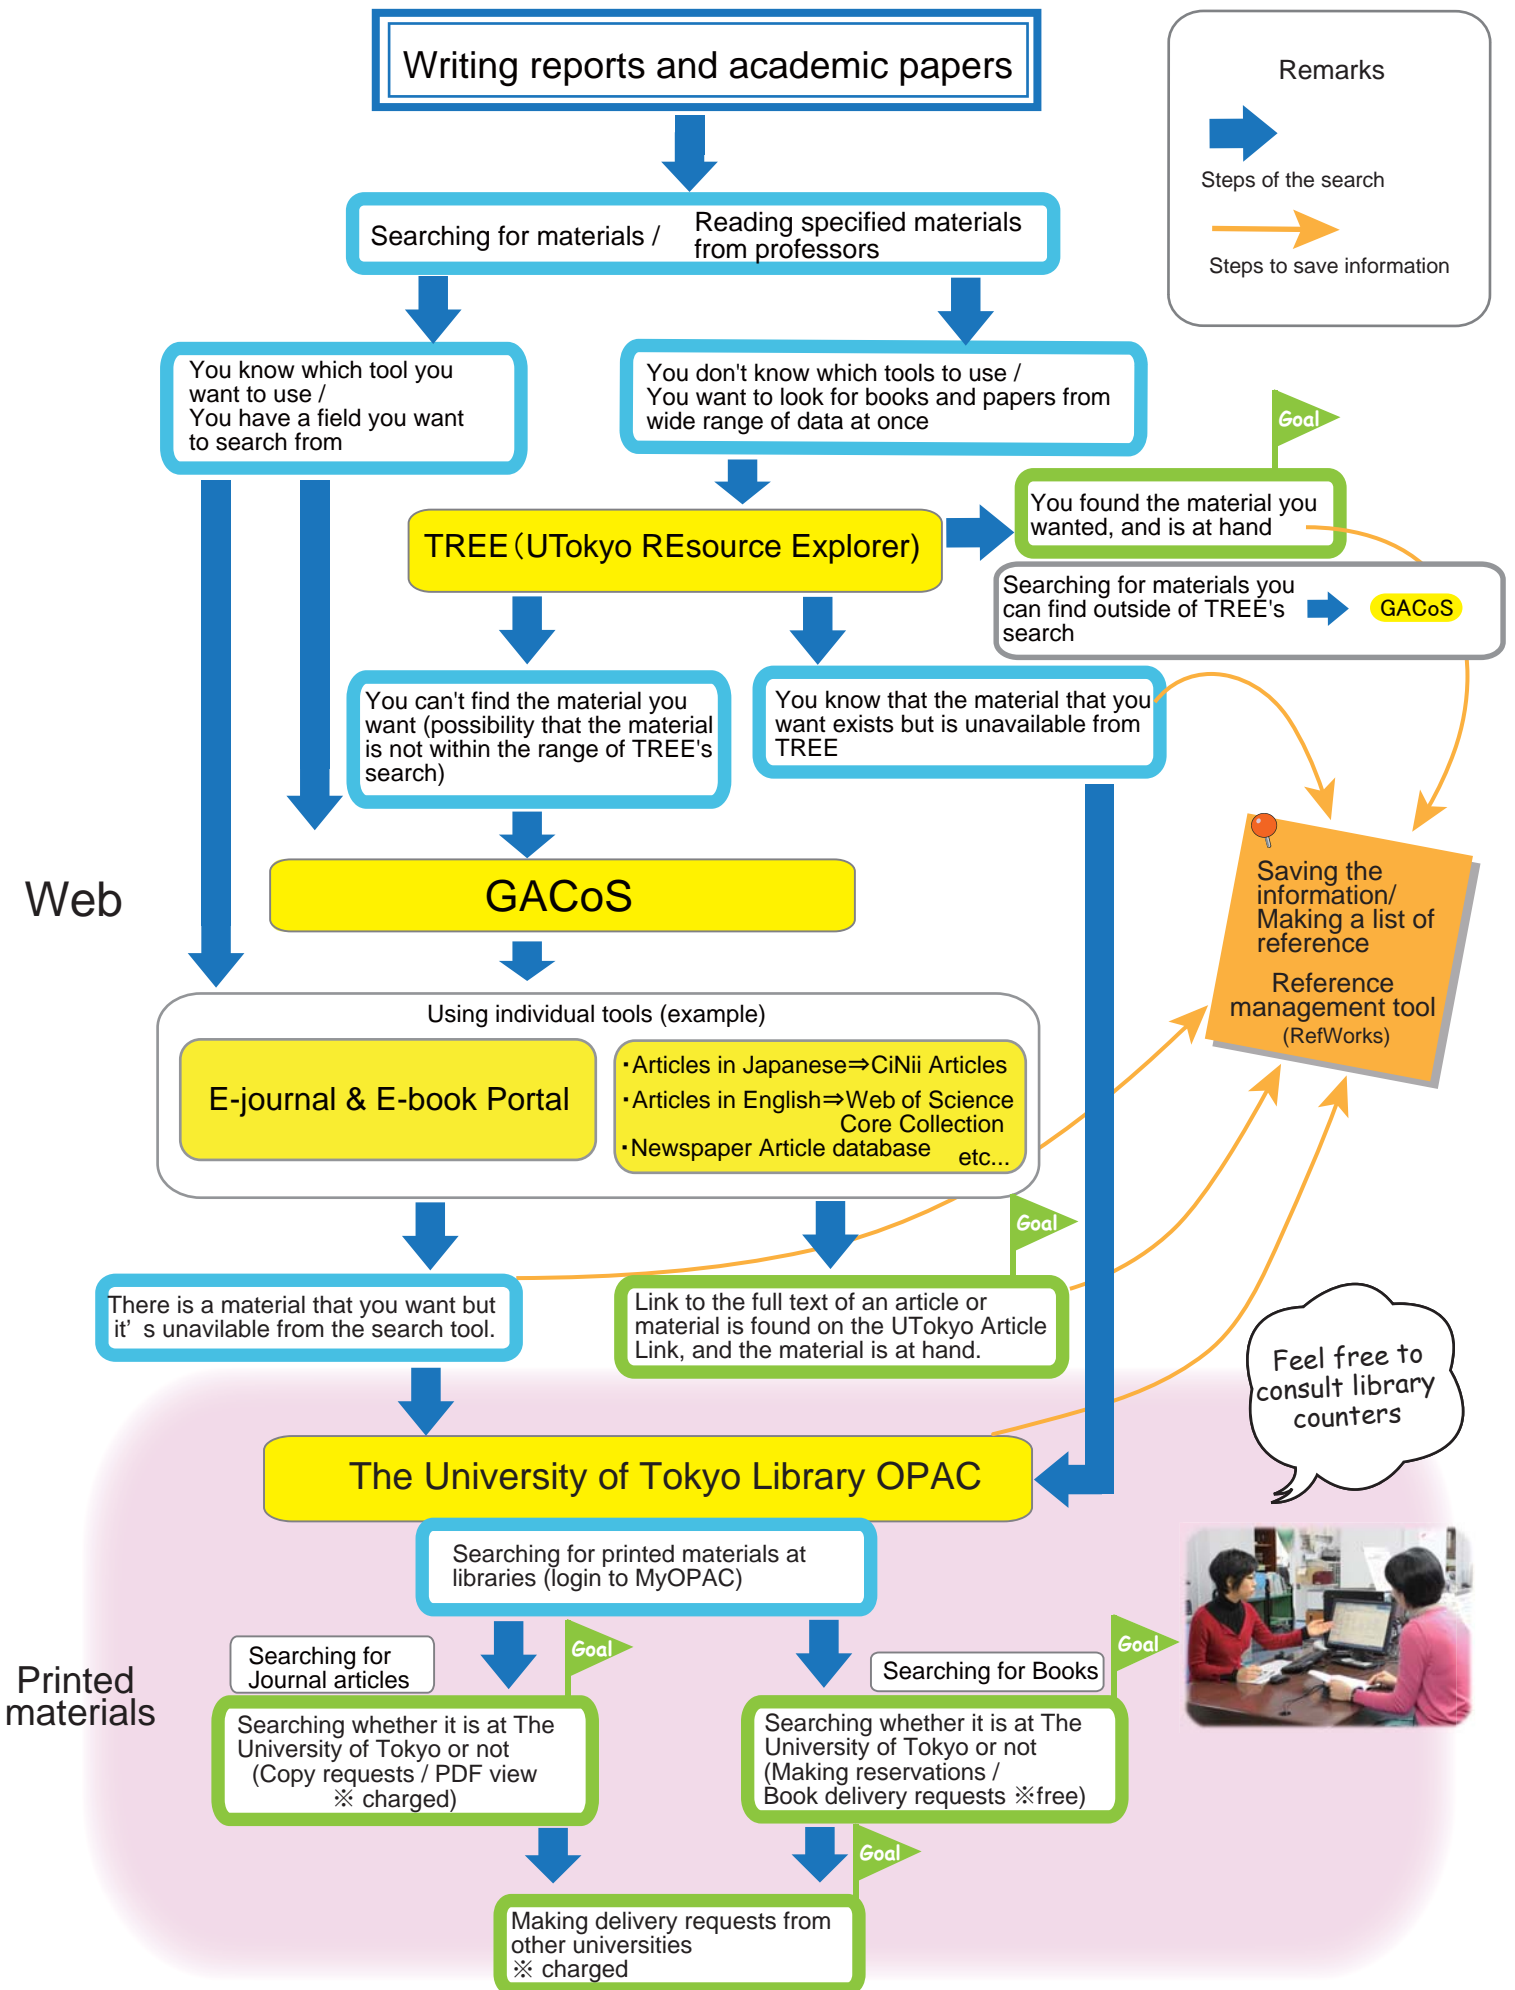 Writing reports and academic papers
Remarks
Steps of the search
Steps to save information
Searching for materials /
Reading specified materials
from professors
You know which tool you
want to use /
You have a field you want
to search from
You don't know which tools to use /
You want to look for books and papers from
wide range of data at once
Goal
You found the material you
wanted, and is at hand
TREE（UTokyo REsource Explorer)
Searching for materials you
can find outside of TREE's
search
GACoS
You can't find the material you
want (possibility that the material
is not within the range of TREE's
search)
You know that the material that you
want exists but is unavailable from
TREE
Web
GACoS
Saving the
information/
Making a list of
reference
Reference
management tool
(RefWorks)
Using individual tools (example)
E-journal & E-book Portal
・Articles in Japanese⇒CiNii Articles
・Articles in English⇒Web of Science
Core Collection
・Newspaper Article database
etc...
Goal
There is a material that you want but
it’s unavilable from the search tool.
Link to the full text of an article or
material is found on the UTokyo Article
Link, and the material is at hand.
Feel free to
consult library
counters
The University of Tokyo Library OPAC
Searching for printed materials at
libraries (login to MyOPAC)
Printed
materials
Searching for
Journal articles
Goal
Searching for Books
Goal
Searching whether it is at The
University of Tokyo or not
(Copy requests / PDF view
※ charged)
Searching whether it is at The
University of Tokyo or not
(Making reservations /
Book delivery requests ※free)
Goal
Making delivery requests from
other universities
※ charged